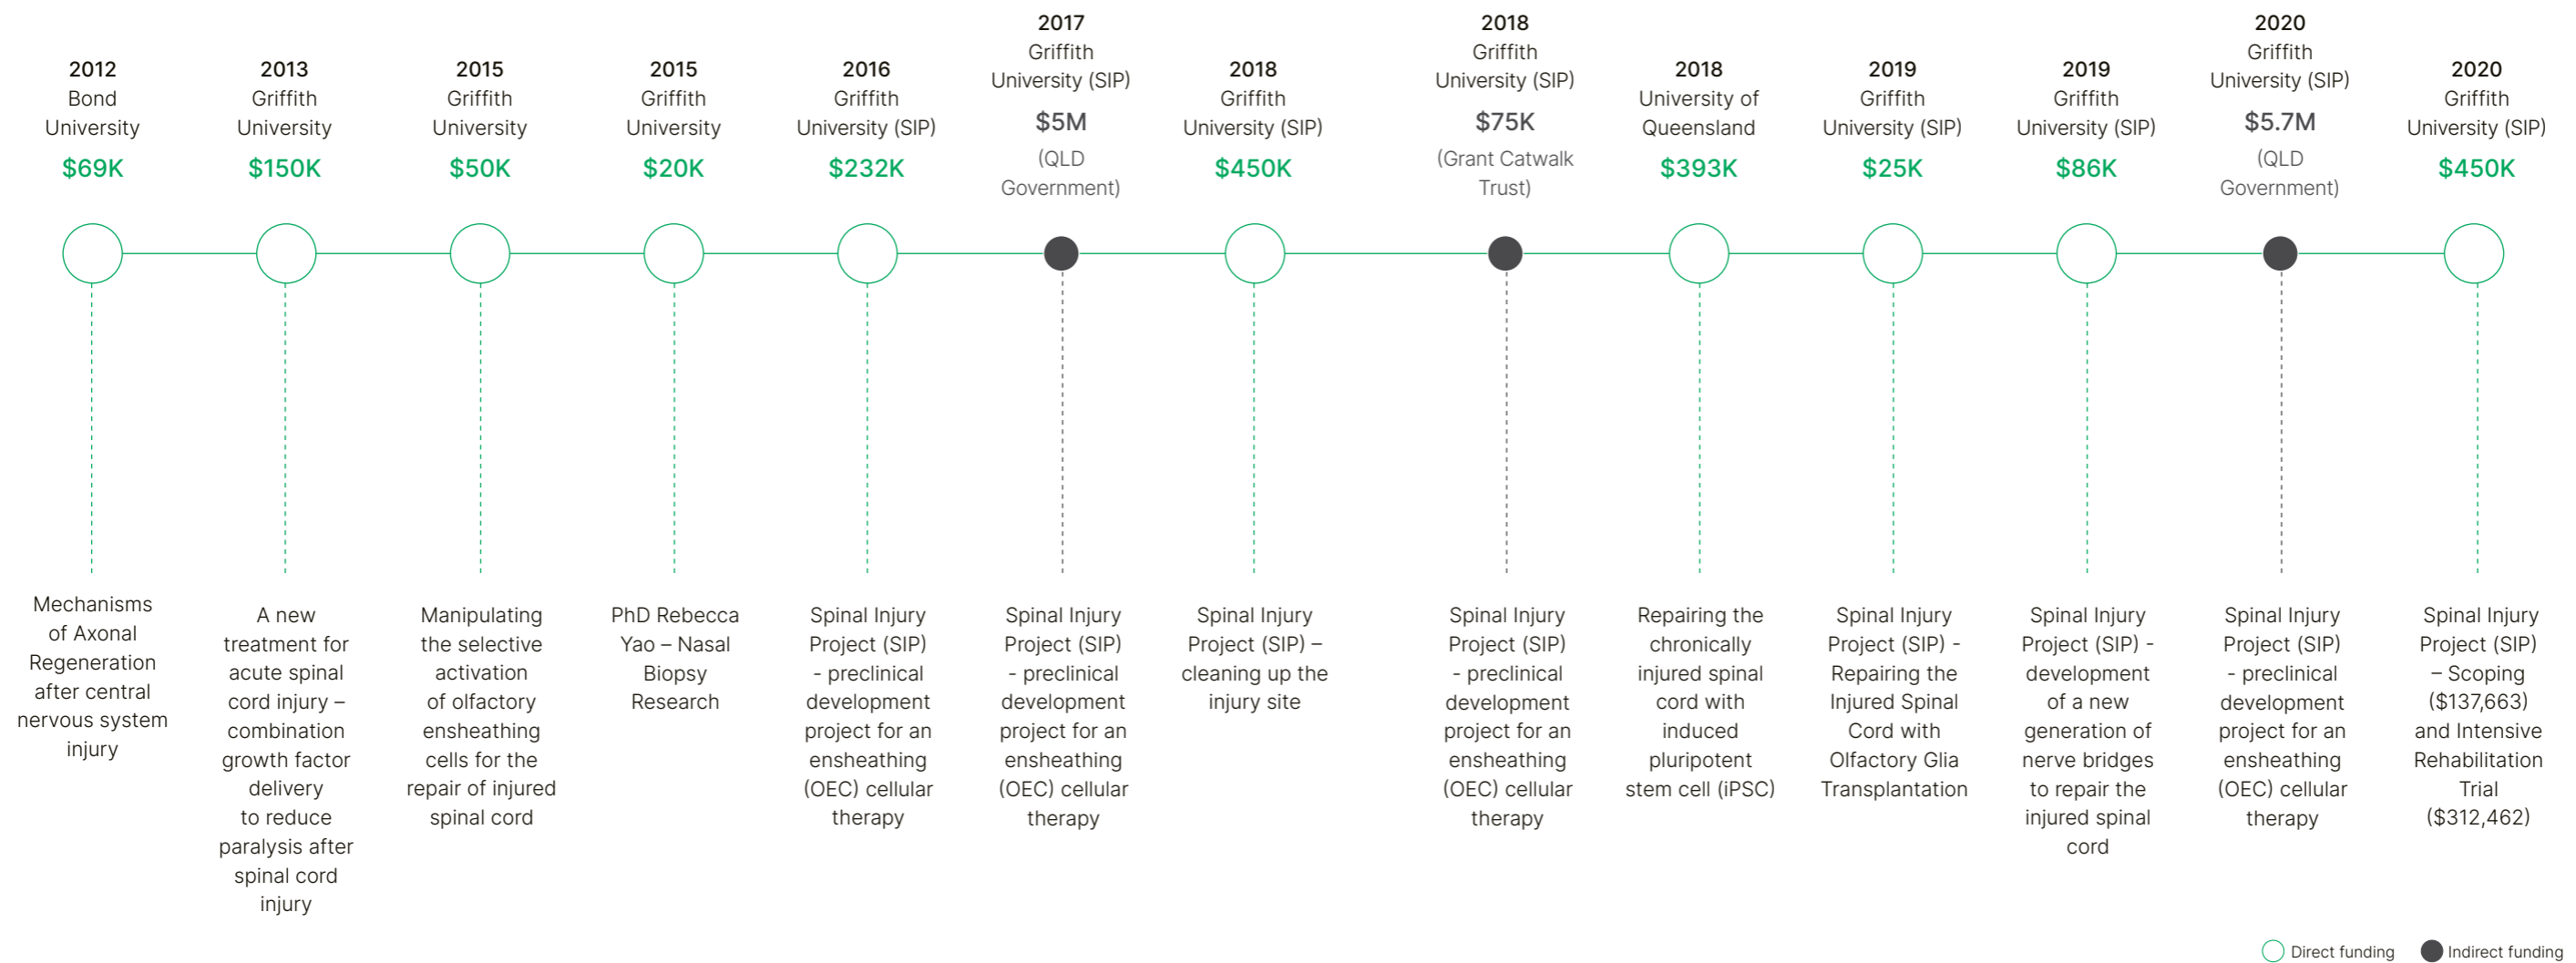 2012
Bond
University
$69K
2013
Griffith
University
$150K
2015
Griffith
University
$50K
2015
Griffith
University
$20K
2016
Griffith
University (SIP)
$232K
2017
Griffith
University (SIP)
$5M
(QLD
Government)
2018
Griffith
University (SIP)
$450K
2018
Griffith
University (SIP)
$75K
(Grant Catwalk
Trust)
2018
University of
Queensland
$393K
2019
Griffith
University (SIP)
$25K
2019
Griffith
University (SIP)
$86K
2020
Griffith
University (SIP)
$5.7M
(QLD
Government)
2020
Griffith
University (SIP)
$450K
Mechanisms
of Axonal
Regeneration
after central
nervous system
injury
A new
treatment for
acute spinal
cord injury –
combination
growth factor
delivery
to reduce
paralysis after
spinal cord
injury
Manipulating
the selective
activation
of olfactory
ensheathing
cells for the
repair of injured
spinal cord
PhD Rebecca
Yao – Nasal
Biopsy
Research
Spinal Injury
Project (SIP)
- preclinical
development
project for an
ensheathing
(OEC) cellular
therapy
Spinal Injury
Project (SIP)
- preclinical
development
project for an
ensheathing
(OEC) cellular
therapy
Spinal Injury
Project (SIP) –
cleaning up the
injury site
Spinal Injury
Project (SIP)
- preclinical
development
project for an
ensheathing
(OEC) cellular
therapy
Repairing the
chronically
injured spinal
cord with
induced
pluripotent
stem cell (iPSC)
Spinal Injury
Project (SIP) -
Repairing the
Injured Spinal
Cord with
Olfactory Glia
Transplantation
Spinal Injury
Project (SIP) -
development
of a new
generation of
nerve bridges
to repair the
injured spinal
cord
Spinal Injury
Project (SIP)
- preclinical
development
project for an
ensheathing
(OEC) cellular
therapy
Spinal Injury
Project (SIP)
– Scoping
($137,663)
and Intensive
Rehabilitation
Trial
($312,462)
Direct funding
Indirect funding